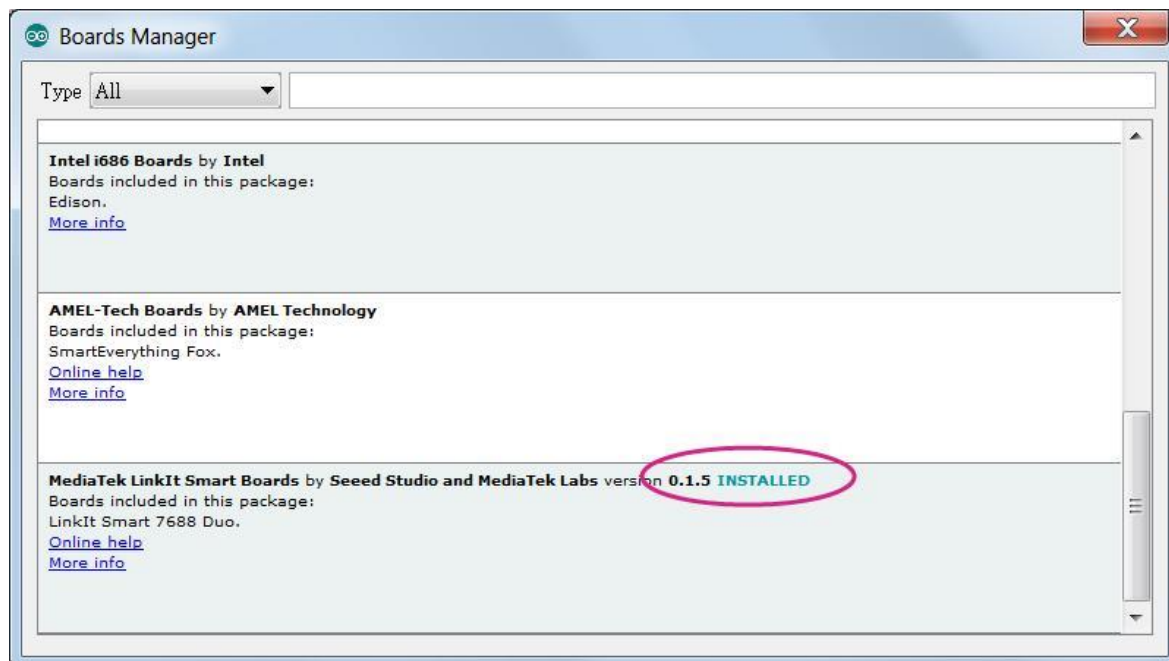 Boards Manager
Type All
Intel i686 Boards by Intel
Boards included in this package:
Edison.
More info
AMEL-Tech Boards by AMEL Technology
Boards included in this package:
SmartEverything Fox.
Online help
More info
MediaTek LinkIt Smart Boards by Seeed Studio and MediaTek Labs version 0.1.5 INSTALLED
Boards included in this package:
LinkIt Smart 7688 Duo.
Online help
More info